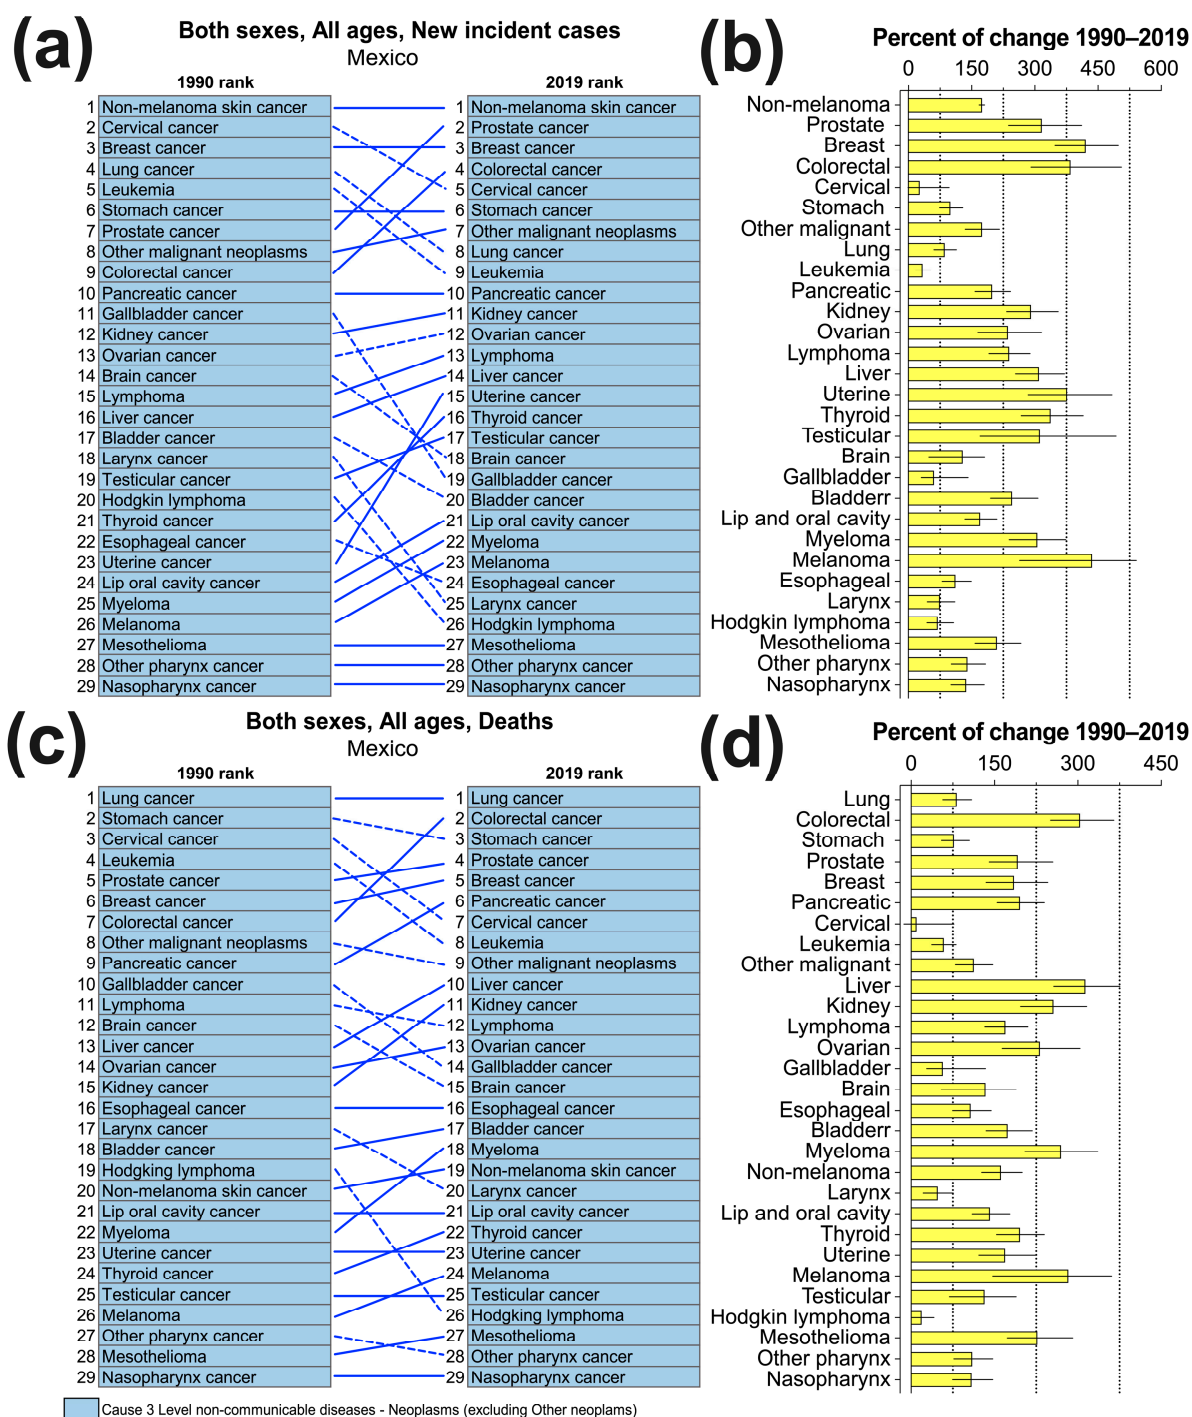 (a)
Both sexes, All ages, New incident cases
Mexico
1990 rank
2019 rank
1 Non-melanoma skin cancer
2 Cervical cancer
3 Breast cancer
4 Lung cancer
5 Leukemia
6 Stomach cancer
7 Prostate cancer
8 Other malignant neoplasms
9 Colorectal cancer
10 Pancreatic cancer
11 Gallbladder cancer
12 Kidney cancer
13 Ovarian cancer
14 Brain cancer
15 Lymphoma
16 Liver cancer
17 Bladder cancer
18 Larynx cancer
19 Testicular cancer
20 Hodgkin lymphoma
21 Thyroid cancer
22 Esophageal cancer
23 Uterine cancer
24 Lip oral cavity cancer
25 Myeloma
26 Melanoma
27 Mesothelioma
28 Other pharynx cancer
29 Nasopharynx cancer
1 Non-melanoma skin cancer
2 Prostate cancer
3 Breast cancer
4 Colorectal cancer
5 Cervical cancer
6 Stomach cancer
7 Other malignant neoplasms
8 Lung cancer
9 Leukemia
10 Pancreatic cancer
11 Kidney cancer
12 Ovarian cancer
13 Lymphoma
14 Liver cancer
15 Uterine cancer
16 Thyroid cancer
17 Testicular cancer
18 Brain cancer
19 Gallbladder cancer
20 Bladder cancer
21 Lip oral cavity cancer
22 Myeloma
23 Melanoma
24 Esophageal cancer
25 Larynx cancer
26 Hodgkin lymphoma
27 Mesothelioma
28 Other pharynx cancer
29 Nasopharynx cancer
(b)
Percent of change 1990–2019
0 150 300 450 600
Non-melanoma
Prostate
Breast
Colorectal
Cervical
Stomach
Other malignant
Lung
Leukemia
Pancreatic
Kidney
Ovarian
Lymphoma
Liver
Uterine
Thyroid
Testicular
Brain
Gallbladder
Bladderr
Lip and oral cavity
Myeloma
Melanoma
Esophageal
Larynx
Hodgkin lymphoma
Mesothelioma
Other pharynx
Nasopharynx
(c)
Both sexes, All ages, Deaths
Mexico
1990 rank
2019 rank
1 Lung cancer
2 Stomach cancer
3 Cervical cancer
4 Leukemia
5 Prostate cancer
6 Breast cancer
7 Colorectal cancer
8 Other malignant neoplasms
9 Pancreatic cancer
10 Gallbladder cancer
11 Lymphoma
12 Brain cancer
13 Liver cancer
14 Ovarian cancer
15 Kidney cancer
16 Esophageal cancer
17 Larynx cancer
18 Bladder cancer
19 Hodgking lymphoma
20 Non-melanoma skin cancer
21 Lip oral cavity cancer
22 Myeloma
23 Uterine cancer
24 Thyroid cancer
25 Testicular cancer
26 Melanoma
27 Other pharynx cancer
28 Mesothelioma
29 Nasopharynx cancer
1 Lung cancer
2 Colorectal cancer
3 Stomach cancer
4 Prostate cancer
5 Breast cancer
6 Pancreatic cancer
7 Cervical cancer
8 Leukemia
9 Other malignant neoplasms
10 Liver cancer
11 Kidney cancer
12 Lymphoma
13 Ovarian cancer
14 Gallbladder cancer
15 Brain cancer
16 Esophageal cancer
17 Bladder cancer
18 Myeloma
19 Non-melanoma skin cancer
20 Larynx cancer
21 Lip oral cavity cancer
22 Thyroid cancer
23 Uterine cancer
24 Melanoma
25 Testicular cancer
26 Hodgking lymphoma
27 Mesothelioma
28 Other pharynx cancer
29 Nasopharynx cancer
(d)
Percent of change 1990–2019
0 150 300 450
Lung
Colorectal
Stomach
Prostate
Breast
Pancreatic
Cervical
Leukemia
Other malignant
Liver
Kidney
Lymphoma
Ovarian
Gallbladder
Brain
Esophageal
Bladderr
Myeloma
Non-melanoma
Larynx
Lip and oral cavity
Thyroid
Uterine
Melanoma
Testicular
Hodgkin lymphoma
Mesothelioma
Other pharynx
Nasopharynx
Cause 3 Level non-communicable diseases - Neoplasms (excluding Other neoplams)